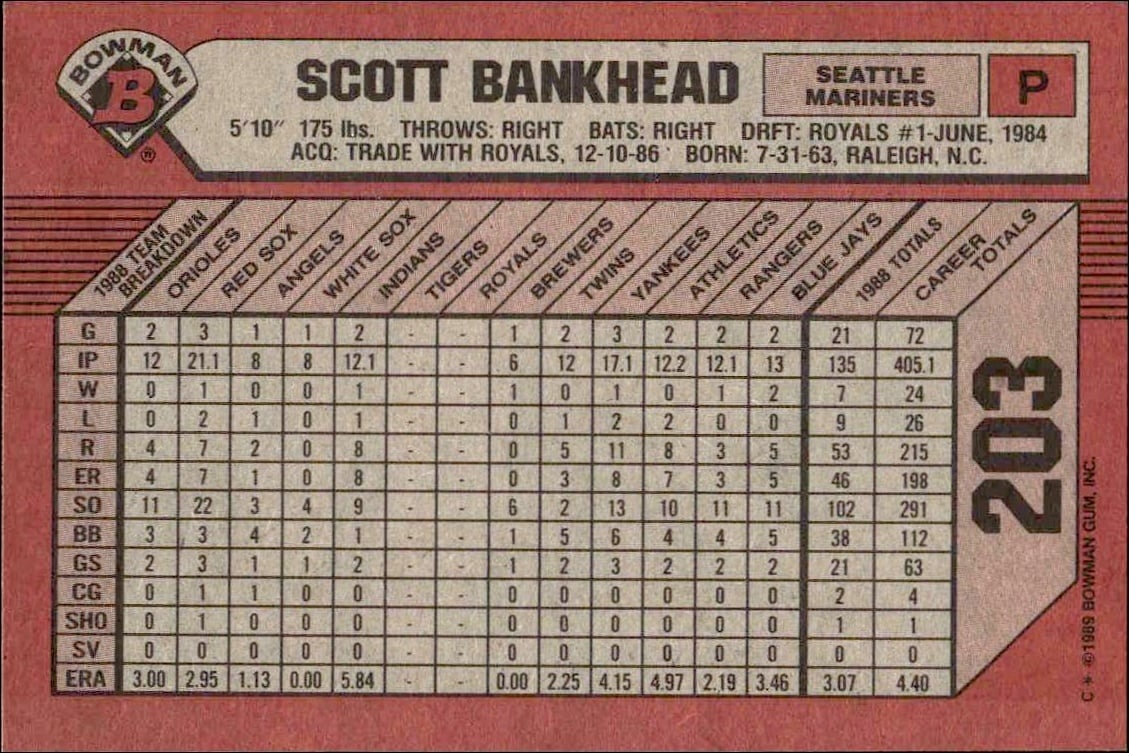 BOWMAN
B
®
SCOTT BANKHEAD
SEATTLE
MARINERS
P
5'10" 175 lbs. THROWS: RIGHT BATS: RIGHT DRFT: ROYALS #1-JUNE, 1984
ACQ: TRADE WITH ROYALS, 12-10-86 BORN: 7-31-63, RALEIGH, N.C.
1988 TEAM
BREAKDOWN
ORIOLES
RED SOX
ANGELS
WHITE SOX
INDIANS
TIGERS
ROYALS
BREWERS
TWINS
YANKEES
ATHLETICS
RANGERS
BLUE JAYS
1988 TOTALS
CAREER
TOTALS
G 2 3 1 1 2 - - 1 2 3 2 2 2 21 72
IP 12 21.1 8 8 12.1 - - 6 12 17.1 12.2 12.1 13 135 405.1
W 0 1 0 0 1 - - 1 0 1 0 1 2 7 24
L 0 2 1 0 1 - - 0 1 2 2 0 0 9 26
R 4 7 2 0 8 - - 0 5 11 8 3 5 53 215
ER 4 7 1 0 8 - - 0 3 8 7 3 5 46 198
SO 11 22 3 4 9 - - 6 2 13 10 11 11 102 291
BB 3 3 4 2 1 - - 1 5 6 4 4 5 38 112
GS 2 3 1 1 2 - - 1 2 3 2 2 2 21 63
CG 0 1 1 0 0 - - 0 0 0 0 0 0 2 4
SHO 0 1 0 0 0 - - 0 0 0 0 0 0 1 1
SV 0 0 0 0 0 - - 0 0 0 0 0 0 0 0
ERA 3.00 2.95 1.13 0.00 5.84 - - 0.00 2.25 4.15 4.97 2.19 3.46 3.07 4.40
203
C * ©1989 BOWMAN GUM, INC.